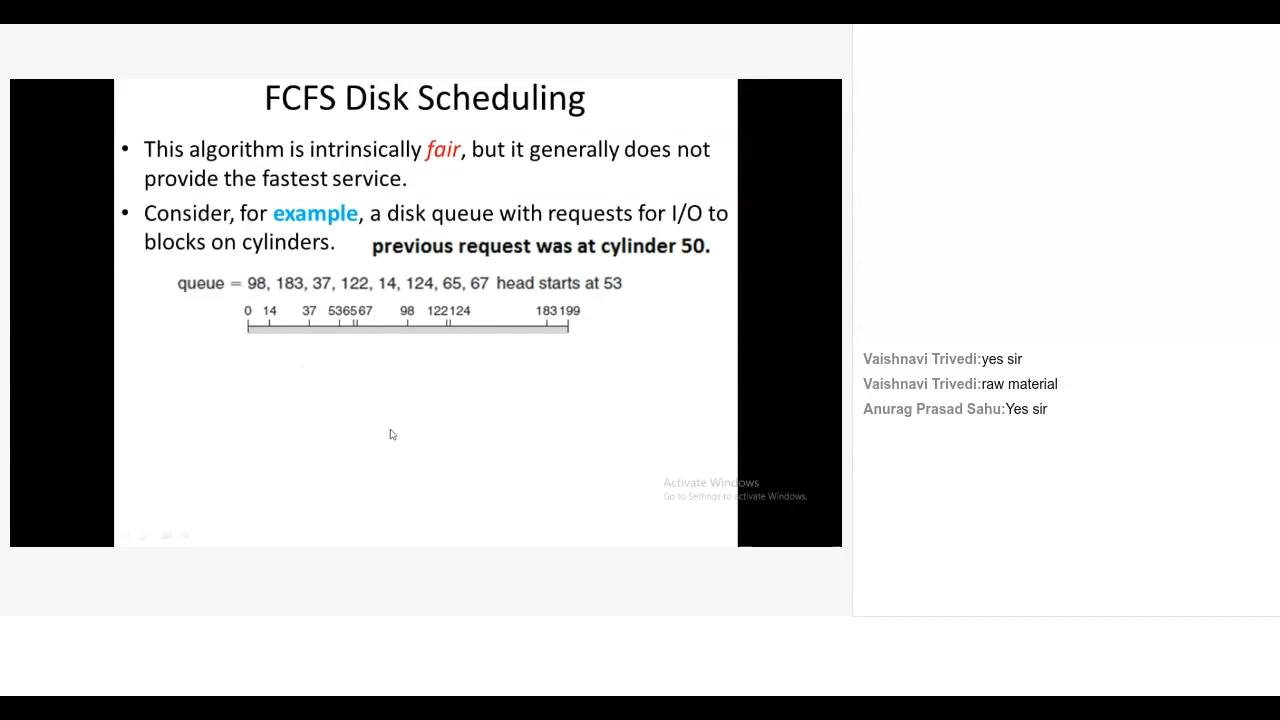 FCFS Disk Scheduling
• This algorithm is intrinsically fair, but it generally does not
provide the fastest service.
• Consider, for example, a disk queue with requests for I/O to
blocks on cylinders. previous request was at cylinder 50.
queue = 98, 183, 37, 122, 14, 124, 65, 67 head starts at 53
0 14 37 536567 98 122124 183199
Vaishnavi Trivedi:yes sir
Vaishnavi Trivedi:raw material
Anurag Prasad Sahu:Yes sir
Activate Windows
Go to Settings to activate Windows.